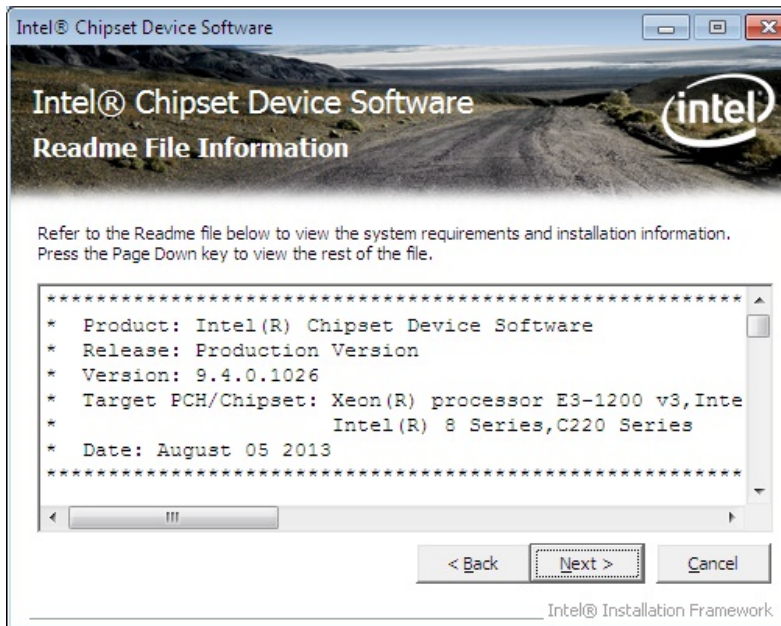 Intel® Chipset Device Software
Intel® Chipset Device Software
intel
Readme File Information
Refer to the Readme file below to view the system requirements and installation information.
Press the Page Down key to view the rest of the file.
*********************************************************
* Product: Intel(R) Chipset Device Software
* Release: Production Version
* Version: 9.4.0.1026
* Target PCH/Chipset: Xeon(R) processor E3-1200 v3,Inte
* Intel(R) 8 Series,C220 Series
* Date: August 05 2013
*********************************************************
< Back
Next >
Cancel
Intel® Installation Framework